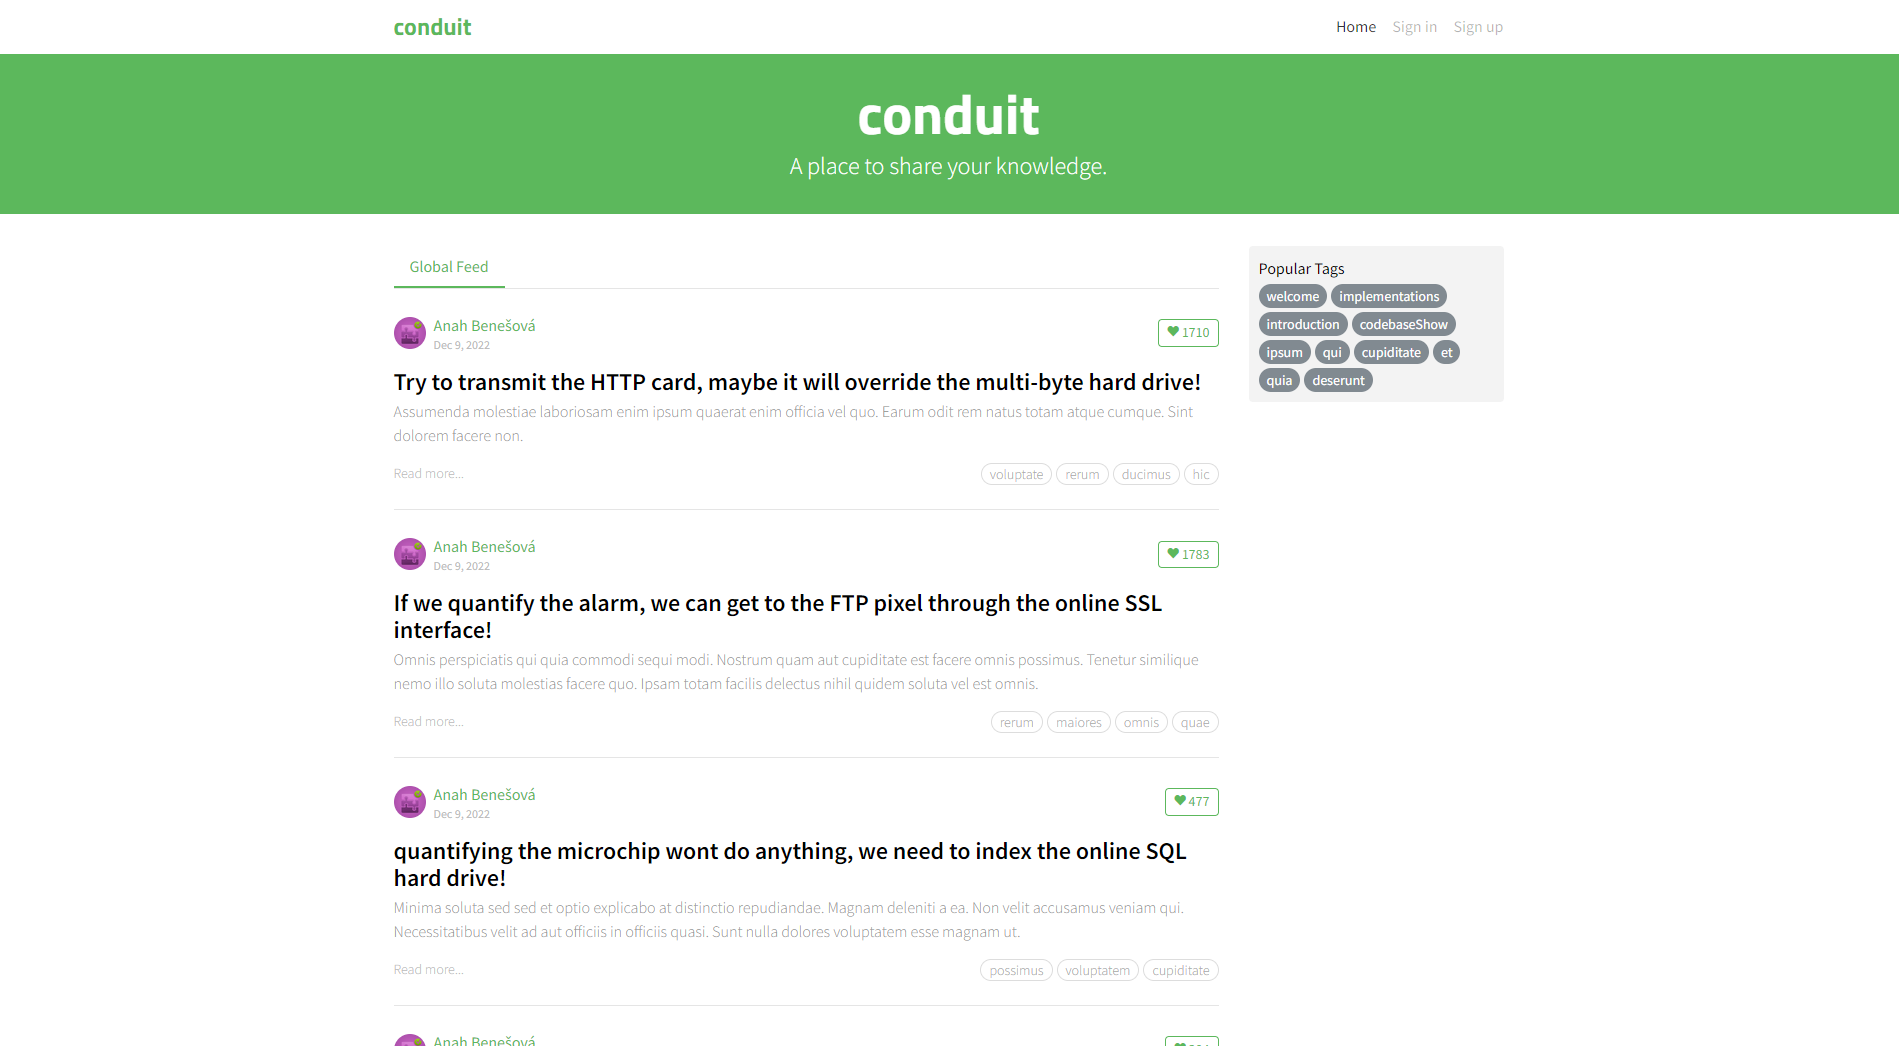 conduit
Home Sign in Sign up
conduit
A place to share your knowledge.
Global Feed
Anah Benešová
Dec 9, 2022
1710
Try to transmit the HTTP card, maybe it will override the multi-byte hard drive!
Assumenda molestiae laboriosam enim ipsum quaerat enim officia vel quo. Earum odit rem natus totam atque cumque. Sint
dolorem facere non.
Read more...
voluptate rerum ducimus hic
Anah Benešová
Dec 9, 2022
1783
If we quantify the alarm, we can get to the FTP pixel through the online SSL
interface!
Omnis perspiciatis qui quia commodi sequi modi. Nostrum quam aut cupiditate est facere omnis possimus. Tenetur similique
nemo illo soluta molestias facere quo. Ipsam totam facilis delectus nihil quidem soluta vel est omnis.
Read more...
rerum maiores omnis quae
Anah Benešová
Dec 9, 2022
477
quantifying the microchip wont do anything, we need to index the online SQL
hard drive!
Minima soluta sed sed et optio explicabo at distinctio repudiandae. Magnam deleniti a ea. Non velit accusamus veniam qui.
Necessitatibus velit ad aut officiis in officiis quasi. Sunt nulla dolores voluptatem esse magnam ut.
Read more...
possimus voluptatem cupiditate
Anah Benešová
Popular Tags
welcome implementations
introduction codebaseShow
ipsum qui cupiditate et
quia deserunt